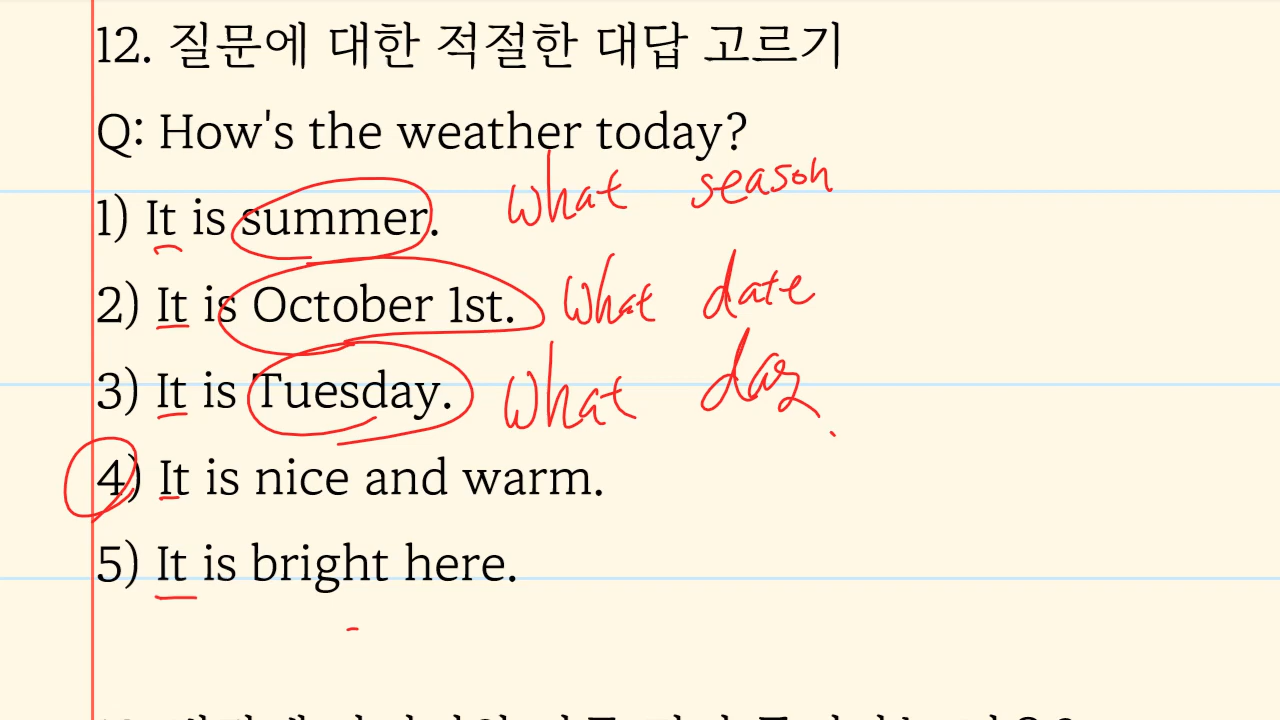 12. 질문에 대한 적절한 대답 고르기
Q: How's the weather today?
1) It is summer. What season
2) It is October 1st. What date
3) It is Tuesday. What day
4) It is nice and warm.
5) It is bright here.